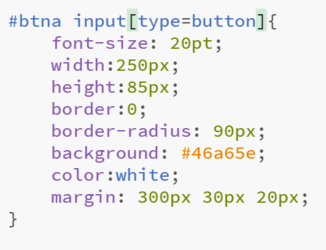 #btna input[type=button]{
    font-size: 20pt;
    width:250px;
    height:85px;
    border:0;
    border-radius: 90px;
    background: #46a65e;
    color:white;
    margin: 300px 30px 20px;
}